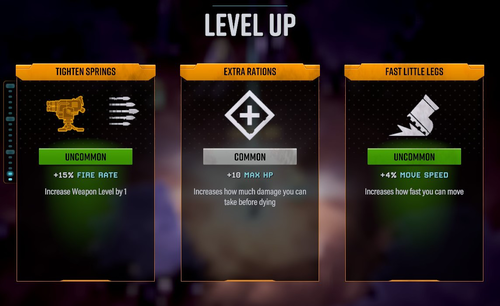 LEVEL UP
TIGHTEN SPRINGS
UNCOMMON
+15% FIRE RATE
Increase Weapon Level by 1
EXTRA RATIONS
COMMON
+10 MAX HP
Increases how much damage you can
take before dying
FAST LITTLE LEGS
UNCOMMON
+4% MOVE SPEED
Increases how fast you can move